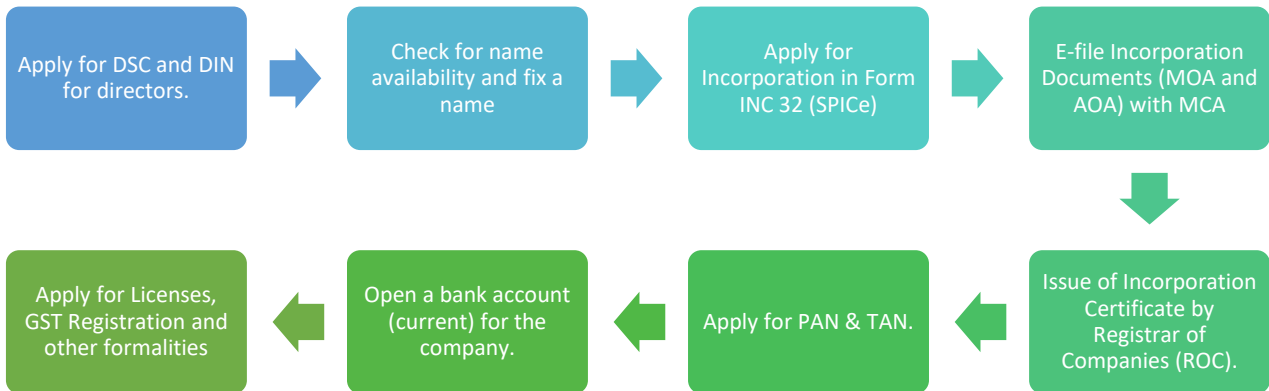 Apply for DSC and DIN
for directors.
Check for name
availability and fix a
name
Apply for
Incorporation in Form
INC 32 (SPICe)
E-file Incorporation
Documents (MOA and
AOA) with MCA
Issue of Incorporation
Certificate by
Registrar of
Companies (ROC).
Apply for PAN & TAN.
Open a bank account
(current) for the
company.
Apply for Licenses,
GST Registration and
other formalities